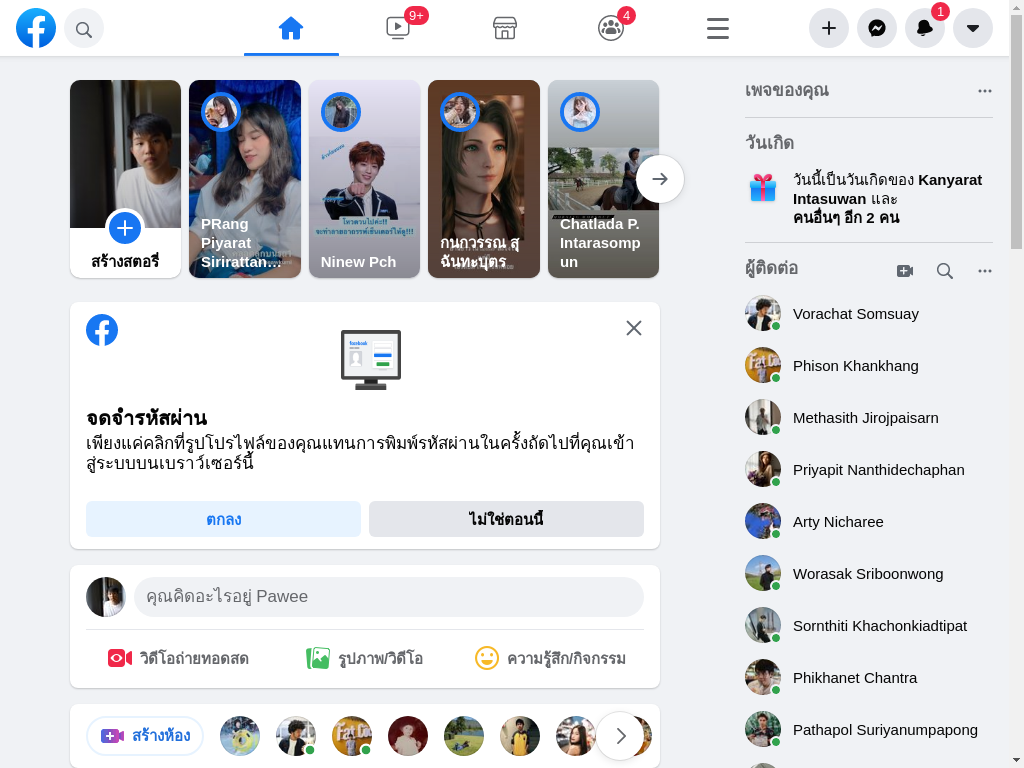 9+
4
1
PRang
Piyarat
Sirirattan…
Ninew Pch
กนกวรรณ สุ
ฉันทะบุตร
Chatlada P.
Intarasomp
un
สร้างสตอรี่
เพจของคุณ
วันเกิด
วันนี้เป็นวันเกิดของ Kanyarat
Intasuwan และ
คนอื่นๆ อีก 2 คน
ผู้ติดต่อ
Vorachat Somsuay
Phison Khankhang
Methasith Jirojpaisarn
Priyapit Nanthidechaphan
Arty Nicharee
Worasak Sriboonwong
Sornthiti Khachonkiadtipat
Phikhanet Chantra
Pathapol Suriyanumpapong
facebook
จดจำรหัสผ่าน
เพียงแค่คลิกที่รูปโปรไฟล์ของคุณแทนการพิมพ์รหัสผ่านในครั้งถัดไปที่คุณเข้า
สู่ระบบบนเบราว์เซอร์นี้
ตกลง
ไม่ใช่ตอนนี้
คุณคิดอะไรอยู่ Pawee
วิดีโอถ่ายทอดสด
รูปภาพ/วิดีโอ
ความรู้สึก/กิจกรรม
สร้างห้อง